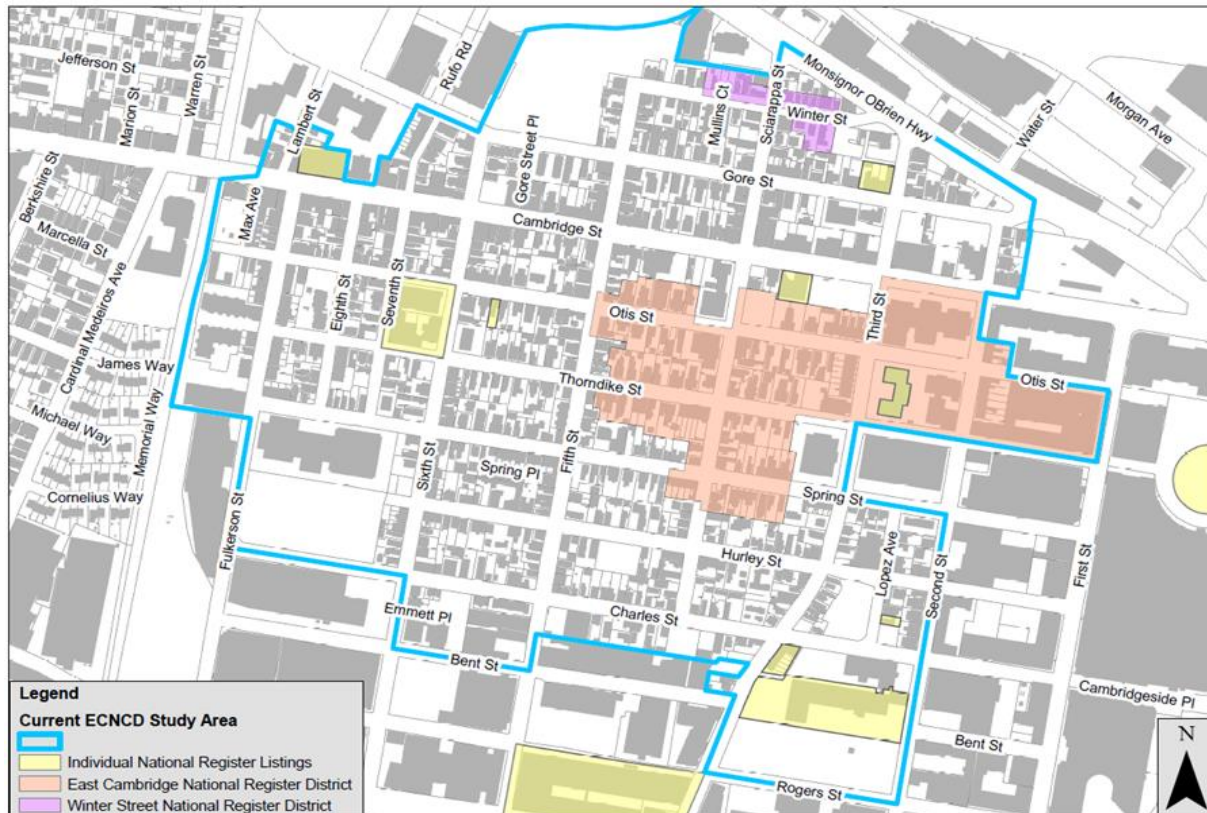 Jefferson St
Marion St
Warren St
Lambert St
Rufo Rd
Gore Street Pl
Mullins Ct
Sciarappa St
Winter St
Monsignor OBrien Hwy
Water St
Morgan Ave
Berkshire St
Marcella St
Cardinal Medeiros Ave
Max Ave
Gore St
Cambridge St
Eighth St
Seventh St
Otis St
Third St
Otis St
James Way
Michael Way
Memorial Way
Cornelius Way
Thorndike St
Sixth St
Spring Pl
Fifth St
Spring St
Fulkerson St
Hurley St
Lopez Ave
Second St
First St
Emmett Pl
Charles St
Bent St
Cambridgeside Pl
Bent St
Rogers St
N
Legend
Current ECNCD Study Area
Individual National Register Listings
East Cambridge National Register District
Winter Street National Register District